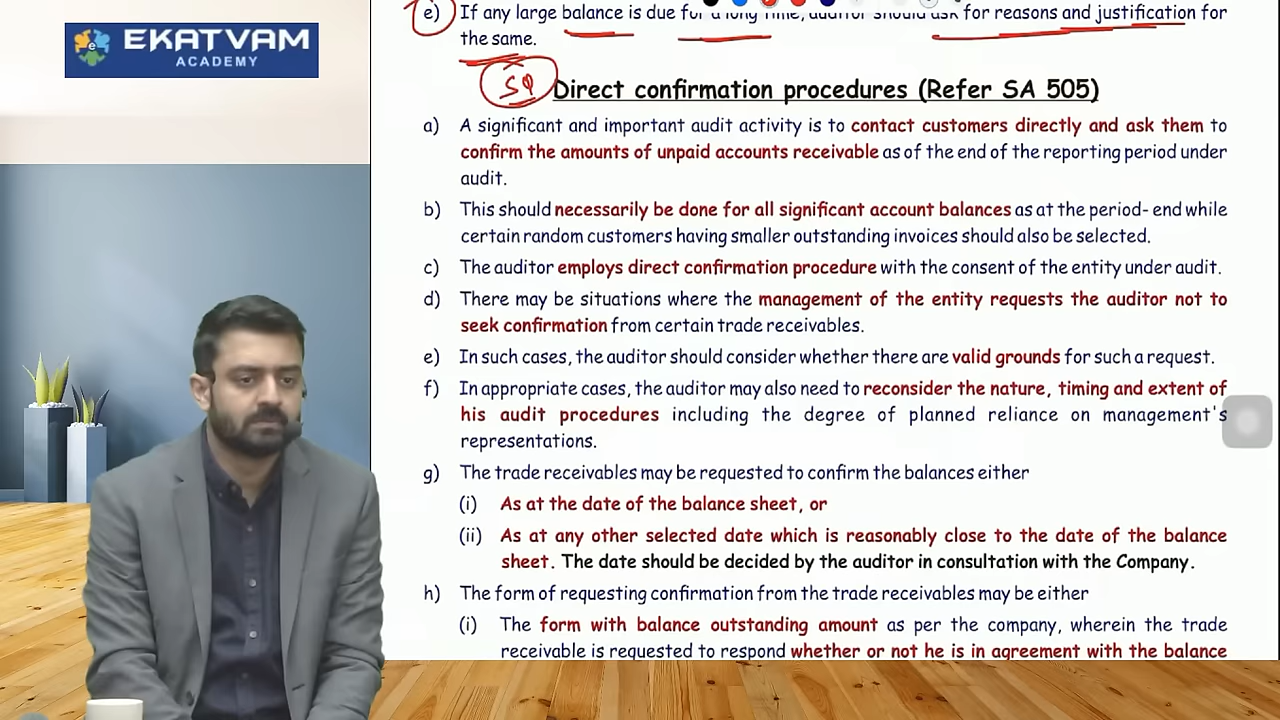 EKATVAM
ACADEMY
e) If any large balance is due for a long time, auditor should ask for reasons and justification for
the same.
SQ
Direct confirmation procedures (Refer SA 505)
a) A significant and important audit activity is to contact customers directly and ask them to
confirm the amounts of unpaid accounts receivable as of the end of the reporting period under
audit.
b) This should necessarily be done for all significant account balances as at the period- end while
certain random customers having smaller outstanding invoices should also be selected.
c) The auditor employs direct confirmation procedure with the consent of the entity under audit.
d) There may be situations where the management of the entity requests the auditor not to
seek confirmation from certain trade receivables.
e) In such cases, the auditor should consider whether there are valid grounds for such a request.
f) In appropriate cases, the auditor may also need to reconsider the nature, timing and extent of
his audit procedures including the degree of planned reliance on management's
representations.
g) The trade receivables may be requested to confirm the balances either
(i) As at the date of the balance sheet, or
(ii) As at any other selected date which is reasonably close to the date of the balance
sheet. The date should be decided by the auditor in consultation with the Company.
h) The form of requesting confirmation from the trade receivables may be either
(i) The form with balance outstanding amount as per the company, wherein the trade
receivable is requested to respond whether or not he is in agreement with the balance